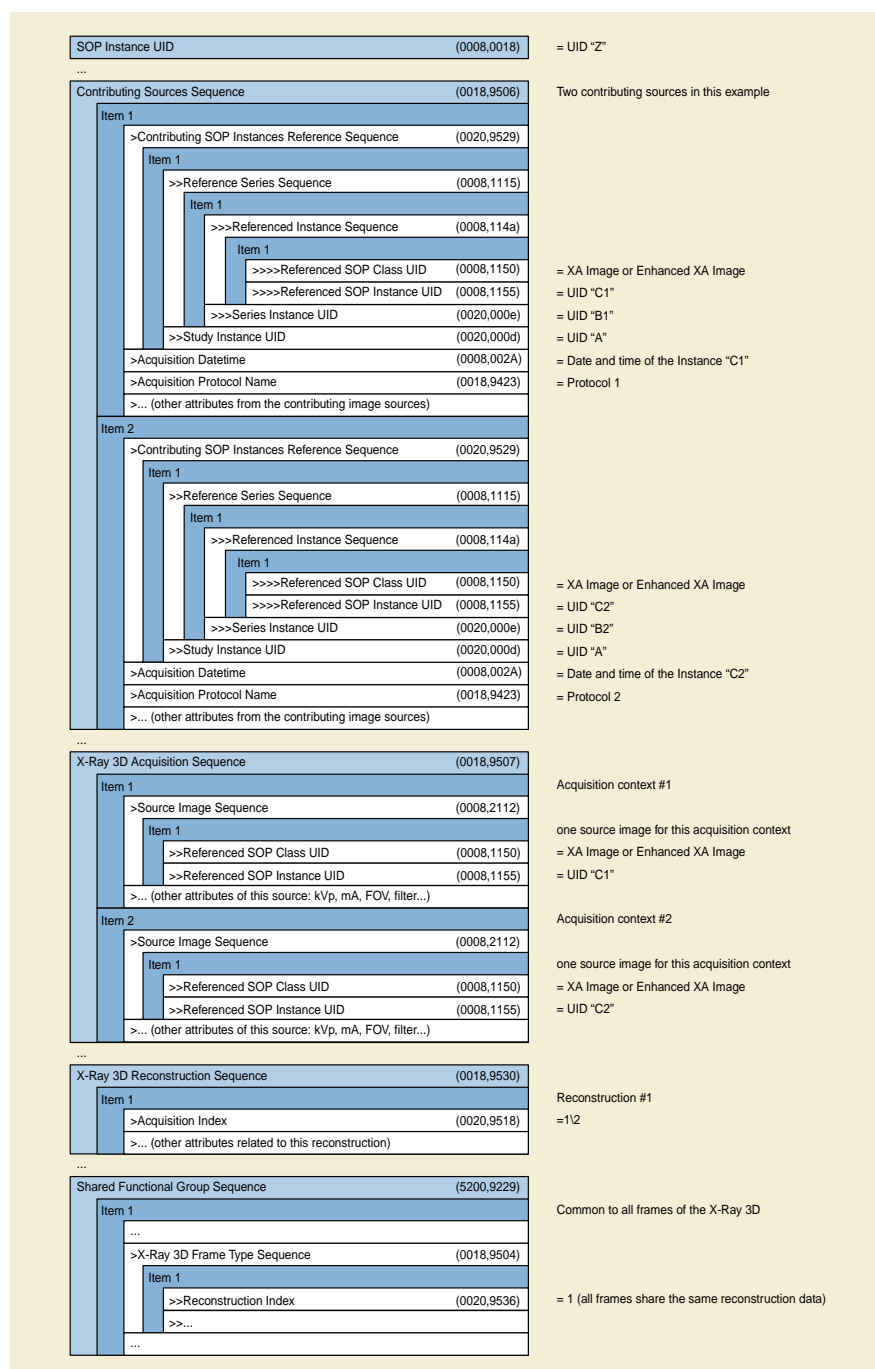 SOP Instance UID (0008,0018) = UID “Z”
...
Contributing Sources Sequence (0018,9506) Two contributing sources in this example
Item 1
>Contributing SOP Instances Reference Sequence (0020,9529)
Item 1
>>Reference Series Sequence (0008,1115)
Item 1
>>>Referenced Instance Sequence (0008,114a)
Item 1
>>>>Referenced SOP Class UID (0008,1150) = XA Image or Enhanced XA Image
>>>>Referenced SOP Instance UID (0008,1155) = UID “C1”
>>>Series Instance UID (0020,000e) = UID “B1”
>>Study Instance UID (0020,000d) = UID “A”
>Acquisition Datetime (0008,002A) = Date and time of the Instance “C1”
>Acquisition Protocol Name (0018,9423) = Protocol 1
>... (other attributes from the contributing image sources)
Item 2
>Contributing SOP Instances Reference Sequence (0020,9529)
Item 1
>>Reference Series Sequence (0008,1115)
Item 1
>>>Referenced Instance Sequence (0008,114a)
Item 1
>>>>Referenced SOP Class UID (0008,1150) = XA Image or Enhanced XA Image
>>>>Referenced SOP Instance UID (0008,1155) = UID “C2”
>>>Series Instance UID (0020,000e) = UID “B2”
>>Study Instance UID (0020,000d) = UID “A”
>Acquisition Datetime (0008,002A) = Date and time of the Instance “C2”
>Acquisition Protocol Name (0018,9423) = Protocol 2
>... (other attributes from the contributing image sources)
...
X-Ray 3D Acquisition Sequence (0018,9507)
Item 1 Acquisition context #1
>Source Image Sequence (0008,2112)
Item 1 one source image for this acquisition context
>>Referenced SOP Class UID (0008,1150) = XA Image or Enhanced XA Image
>>Referenced SOP Instance UID (0008,1155) = UID “C1”
>... (other attributes of this source: kVp, mA, FOV, filter...)
Item 2 Acquisition context #2
>Source Image Sequence (0008,2112)
Item 1 one source image for this acquisition context
>>Referenced SOP Class UID (0008,1150) = XA Image or Enhanced XA Image
>>Referenced SOP Instance UID (0008,1155) = UID “C2”
>... (other attributes of this source: kVp, mA, FOV, filter...)
...
X-Ray 3D Reconstruction Sequence (0018,9530)
Item 1 Reconstruction #1
>Acquisition Index (0020,9518) =1\2
>... (other attributes related to this reconstruction)
...
Shared Functional Group Sequence (5200,9229)
Item 1 Common to all frames of the X-Ray 3D
...
>X-Ray 3D Frame Type Sequence (0018,9504)
Item 1
>>Reconstruction Index (0020,9536) = 1 (all frames share the same reconstruction data)
>>...
...